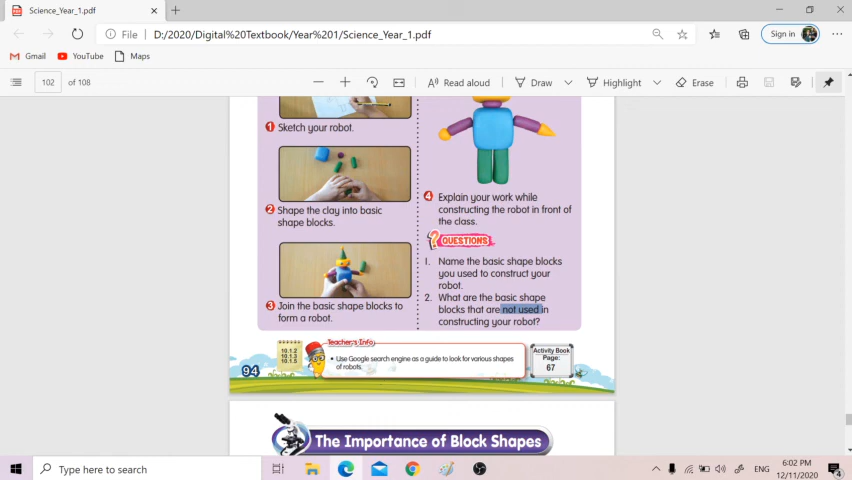 Science_Year_1.pdf
File
D:/2020/Digital%20Textbook/Year%201/Science_Year_1.pdf
Sign in
Gmail
YouTube
Maps
102 of 108
Read aloud
Draw
Highlight
Erase
1 Sketch your robot.
2 Shape the clay into basic
shape blocks.
3 Join the basic shape blocks to
form a robot.
4 Explain your work while
constructing the robot in front of
the class.
? QUESTIONS
1. Name the basic shape blocks
you used to construct your
robot.
2. What are the basic shape
blocks that are not used in
constructing your robot?
10.1.2
10.1.3
10.1.5
Teacher's Info
• Use Google search engine as a guide to look for various shapes
of robots.
Activity Book
Page:
67
94
The Importance of Block Shapes
Type here to search
ENG
6:02 PM
12/11/2020
4